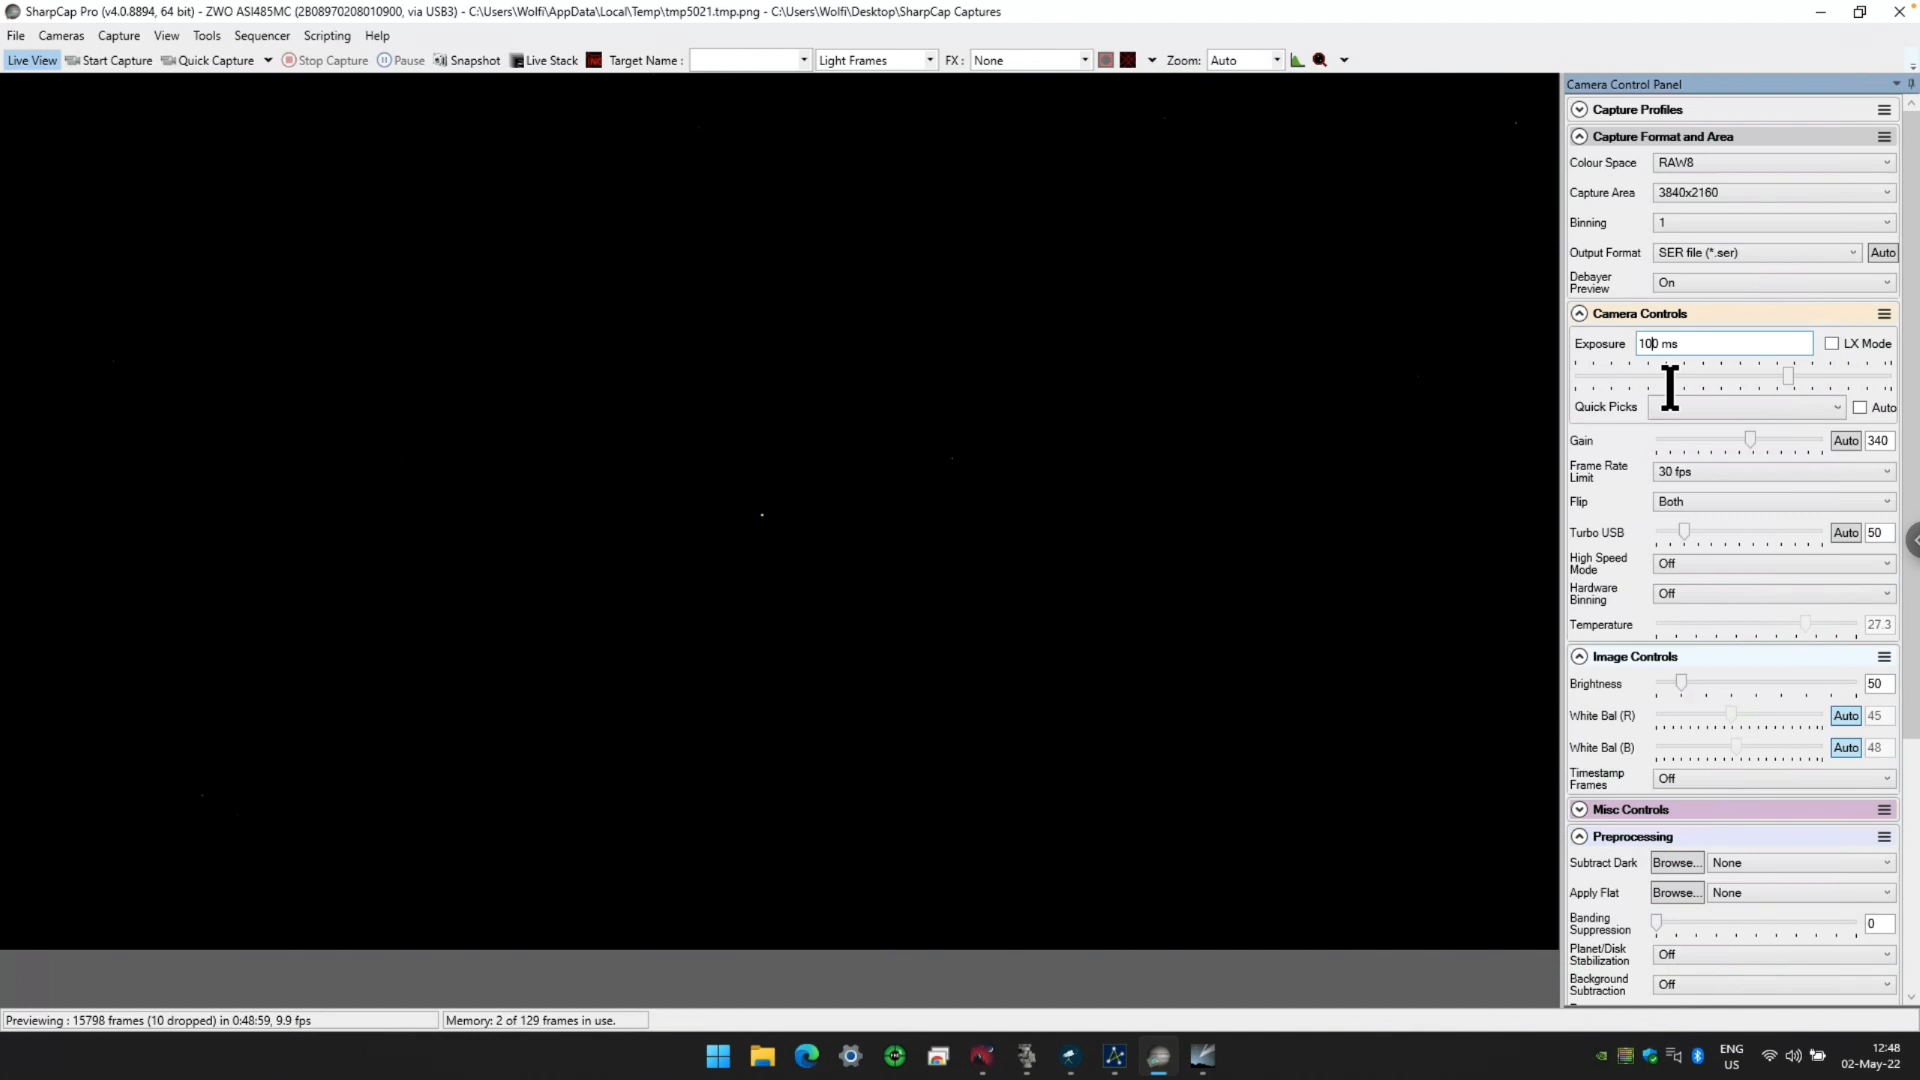 SharpCap Pro (v4.0.8894, 64 bit) - ZWO ASI485MC (2B08970208010900, via USB3) - C:\Users\Wolfi\AppData\Local\Temp\tmp5021.tmp.png - C:\Users\Wolfi\Desktop\SharpCap Captures
File Cameras Capture View Tools Sequencer Scripting Help
Live View Start Capture Quick Capture Stop Capture Pause Snapshot Live Stack Target Name : Light Frames FX : None Zoom: Auto
Camera Control Panel
Capture Profiles
Capture Format and Area
Colour Space RAW8
Capture Area 3840x2160
Binning 1
Output Format SER file (*.ser) Auto
Debayer
Preview On
Camera Controls
Exposure 100 ms LX Mode
Quick Picks Auto
Gain Auto 340
Frame Rate
Limit 30 fps
Flip Both
Turbo USB Auto 50
High Speed
Mode Off
Hardware
Binning Off
Temperature 27.3
Image Controls
Brightness 50
White Bal (R) Auto 45
White Bal (B) Auto 48
Timestamp
Frames Off
Misc Controls
Preprocessing
Subtract Dark Browse... None
Apply Flat Browse... None
Banding
Suppression 0
Planet/Disk
Stabilization Off
Background
Subtraction Off
Previewing : 15798 frames (10 dropped) in 0:48:59, 9.9 fps Memory: 2 of 129 frames in use.
ENG
US
12:48
02-May-22